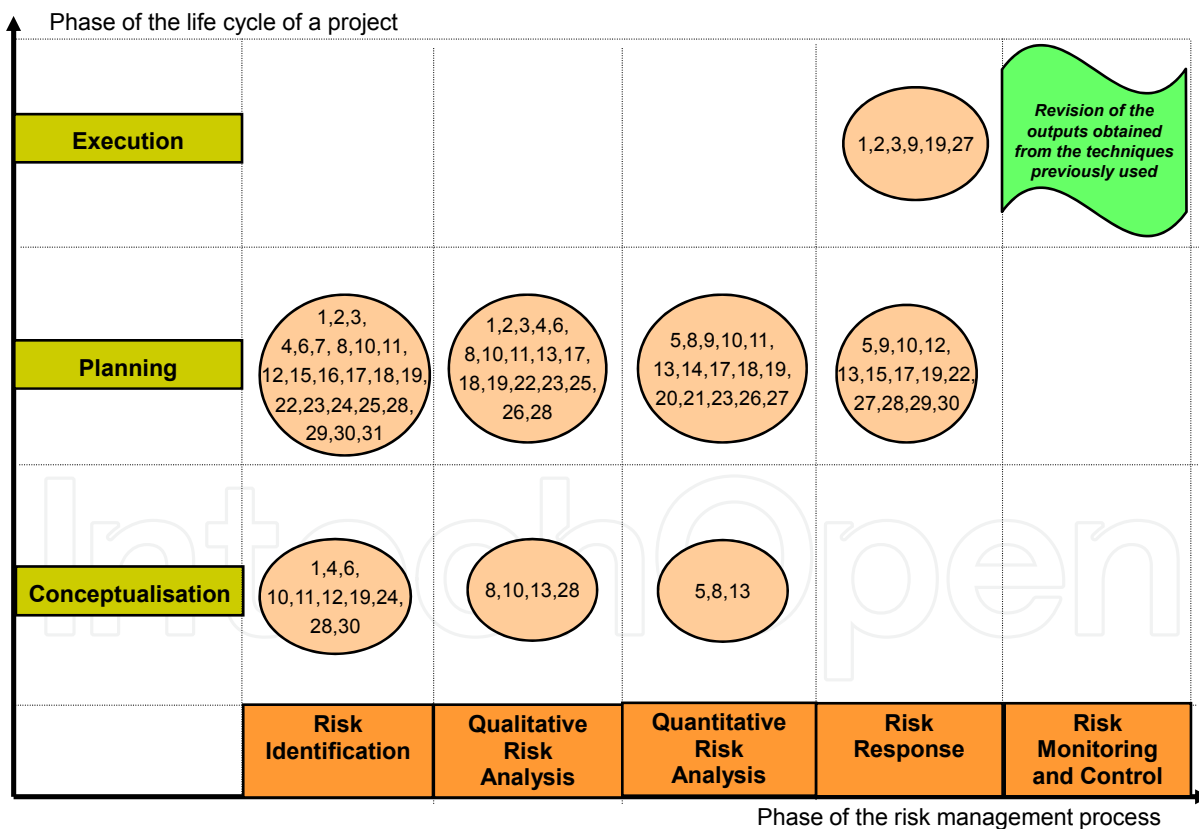 Phase of the life cycle of a project
Execution
1,2,3,9,19,27
Revision of the
outputs obtained
from the techniques
previously used
Planning
1,2,3,
4,6,7, 8,10,11,
12,15,16,17,18,19,
22,23,24,25,28,
29,30,31
1,2,3,4,6,
8,10,11,13,17,
18,19,22,23,25,
26,28
5,8,9,10,11,
13,14,17,18,19,
20,21,23,26,27
5,9,10,12,
13,15,17,19,22,
27,28,29,30
IntechOpen
Conceptualisation
1,4,6,
10,11,12,19,24,
28,30
8,10,13,28
5,8,13
Risk
Identification
Qualitative
Risk
Analysis
Quantitative
Risk
Analysis
Risk
Response
Risk
Monitoring
and Control
Phase of the risk management process